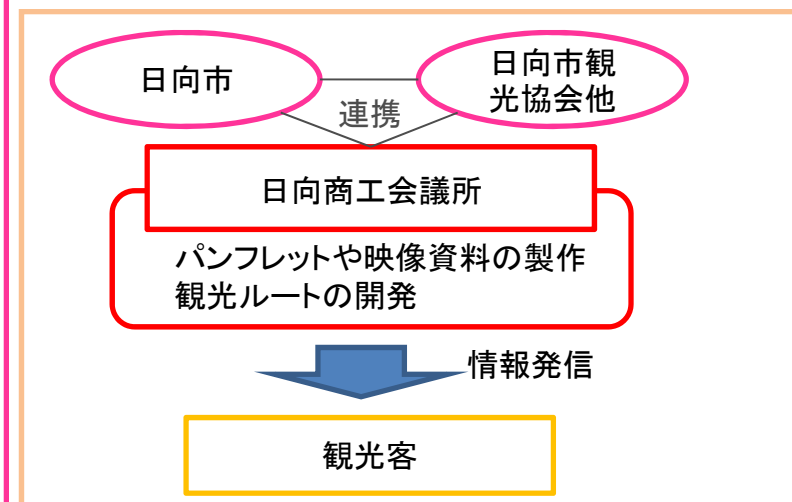 日向市
日向市観
光協会他
連携
日向商工会議所
パンフレットや映像資料の製作
観光ルートの開発
情報発信
観光客